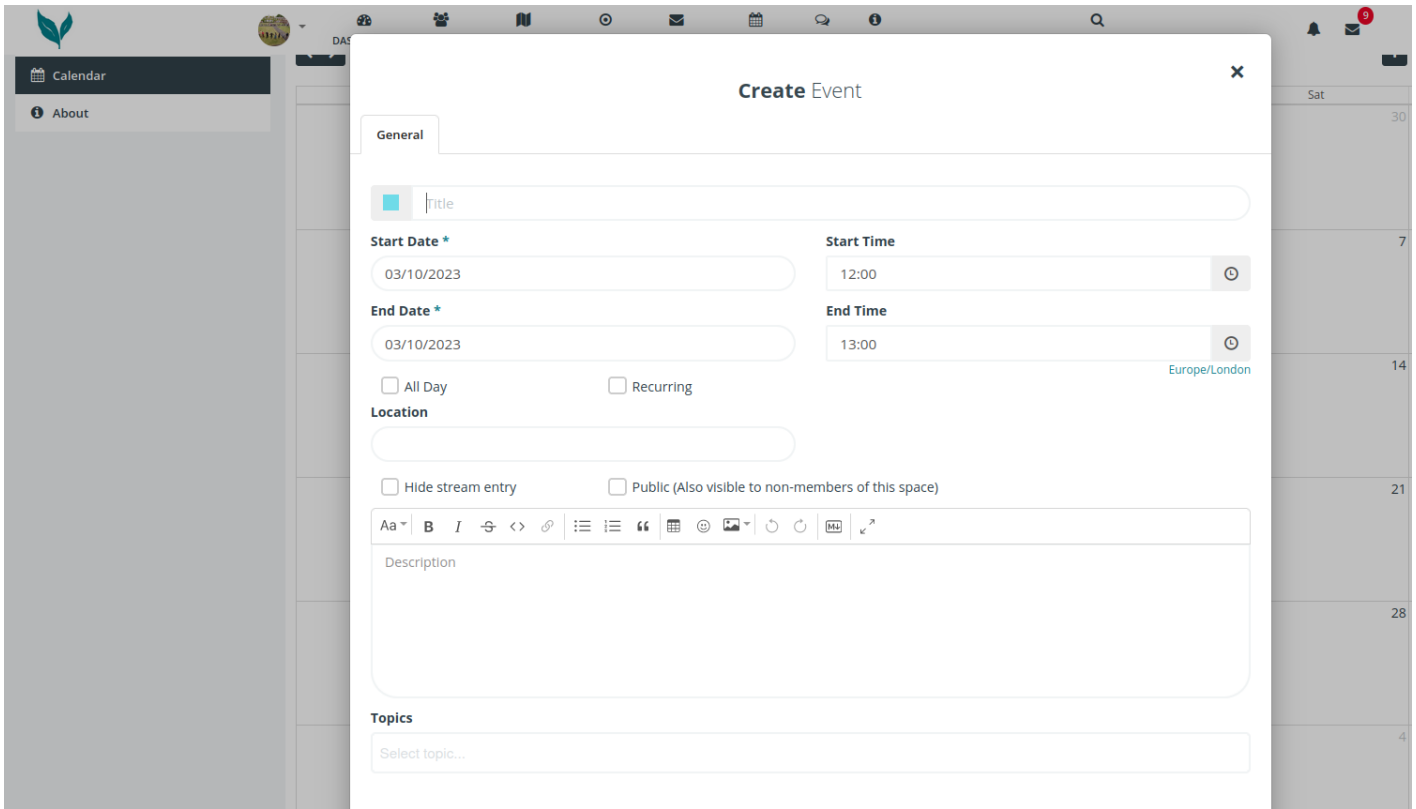 9
DAS
Calendar
About
Create Event
Sat
30
General
Title
Start Date *
Start Time
7
03/10/2023
12:00
End Date *
End Time
03/10/2023
13:00
Europe/London
14
All Day
Recurring
Location
Hide stream entry
Public (Also visible to non-members of this space)
21
Aa
B I S
M
Description
28
Topics
4
Select topic...